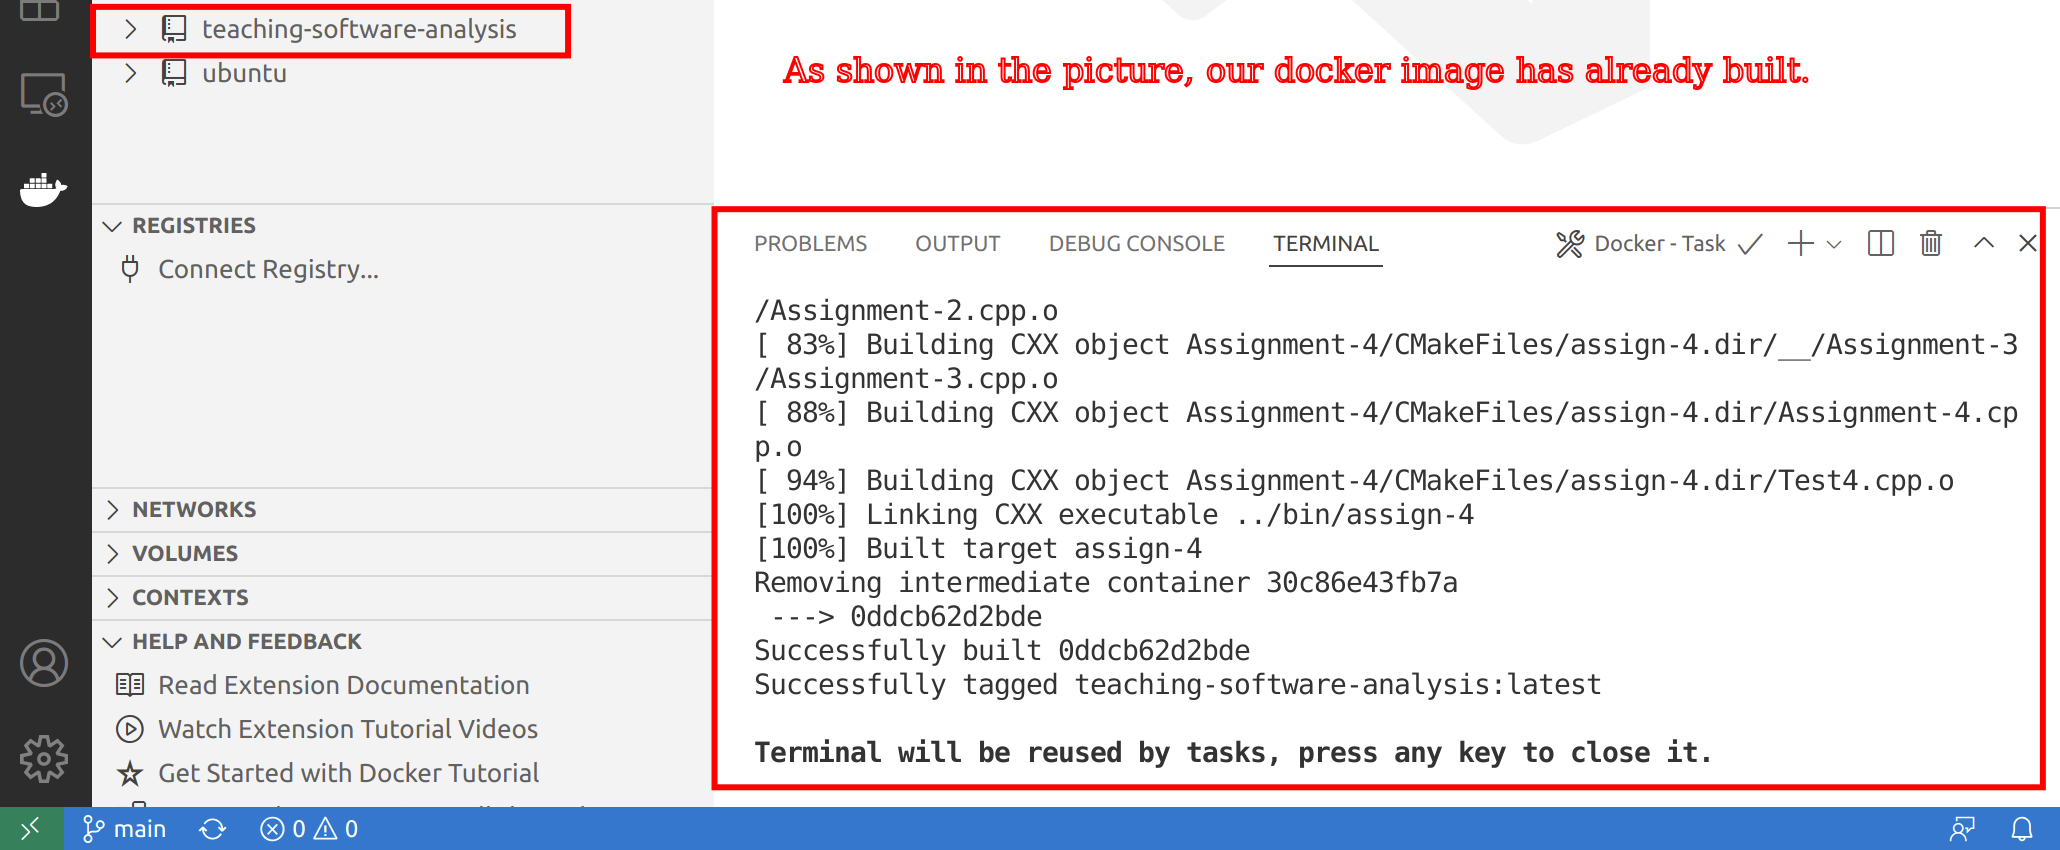 teaching-software-analysis
ubuntu
As shown in the picture, our docker image has already built.
REGISTRIES
Connect Registry...
NETWORKS
VOLUMES
CONTEXTS
HELP AND FEEDBACK
Read Extension Documentation
Watch Extension Tutorial Videos
Get Started with Docker Tutorial
PROBLEMS OUTPUT DEBUG CONSOLE TERMINAL Docker - Task
/Assignment-2.cpp.o
[ 83%] Building CXX object Assignment-4/CMakeFiles/assign-4.dir/__/Assignment-3
/Assignment-3.cpp.o
[ 88%] Building CXX object Assignment-4/CMakeFiles/assign-4.dir/Assignment-4.cp
p.o
[ 94%] Building CXX object Assignment-4/CMakeFiles/assign-4.dir/Test4.cpp.o
[100%] Linking CXX executable ../bin/assign-4
[100%] Built target assign-4
Removing intermediate container 30c86e43fb7a
 ---> 0ddcb62d2bde
Successfully built 0ddcb62d2bde
Successfully tagged teaching-software-analysis:latest
Terminal will be reused by tasks, press any key to close it.
main 0 0